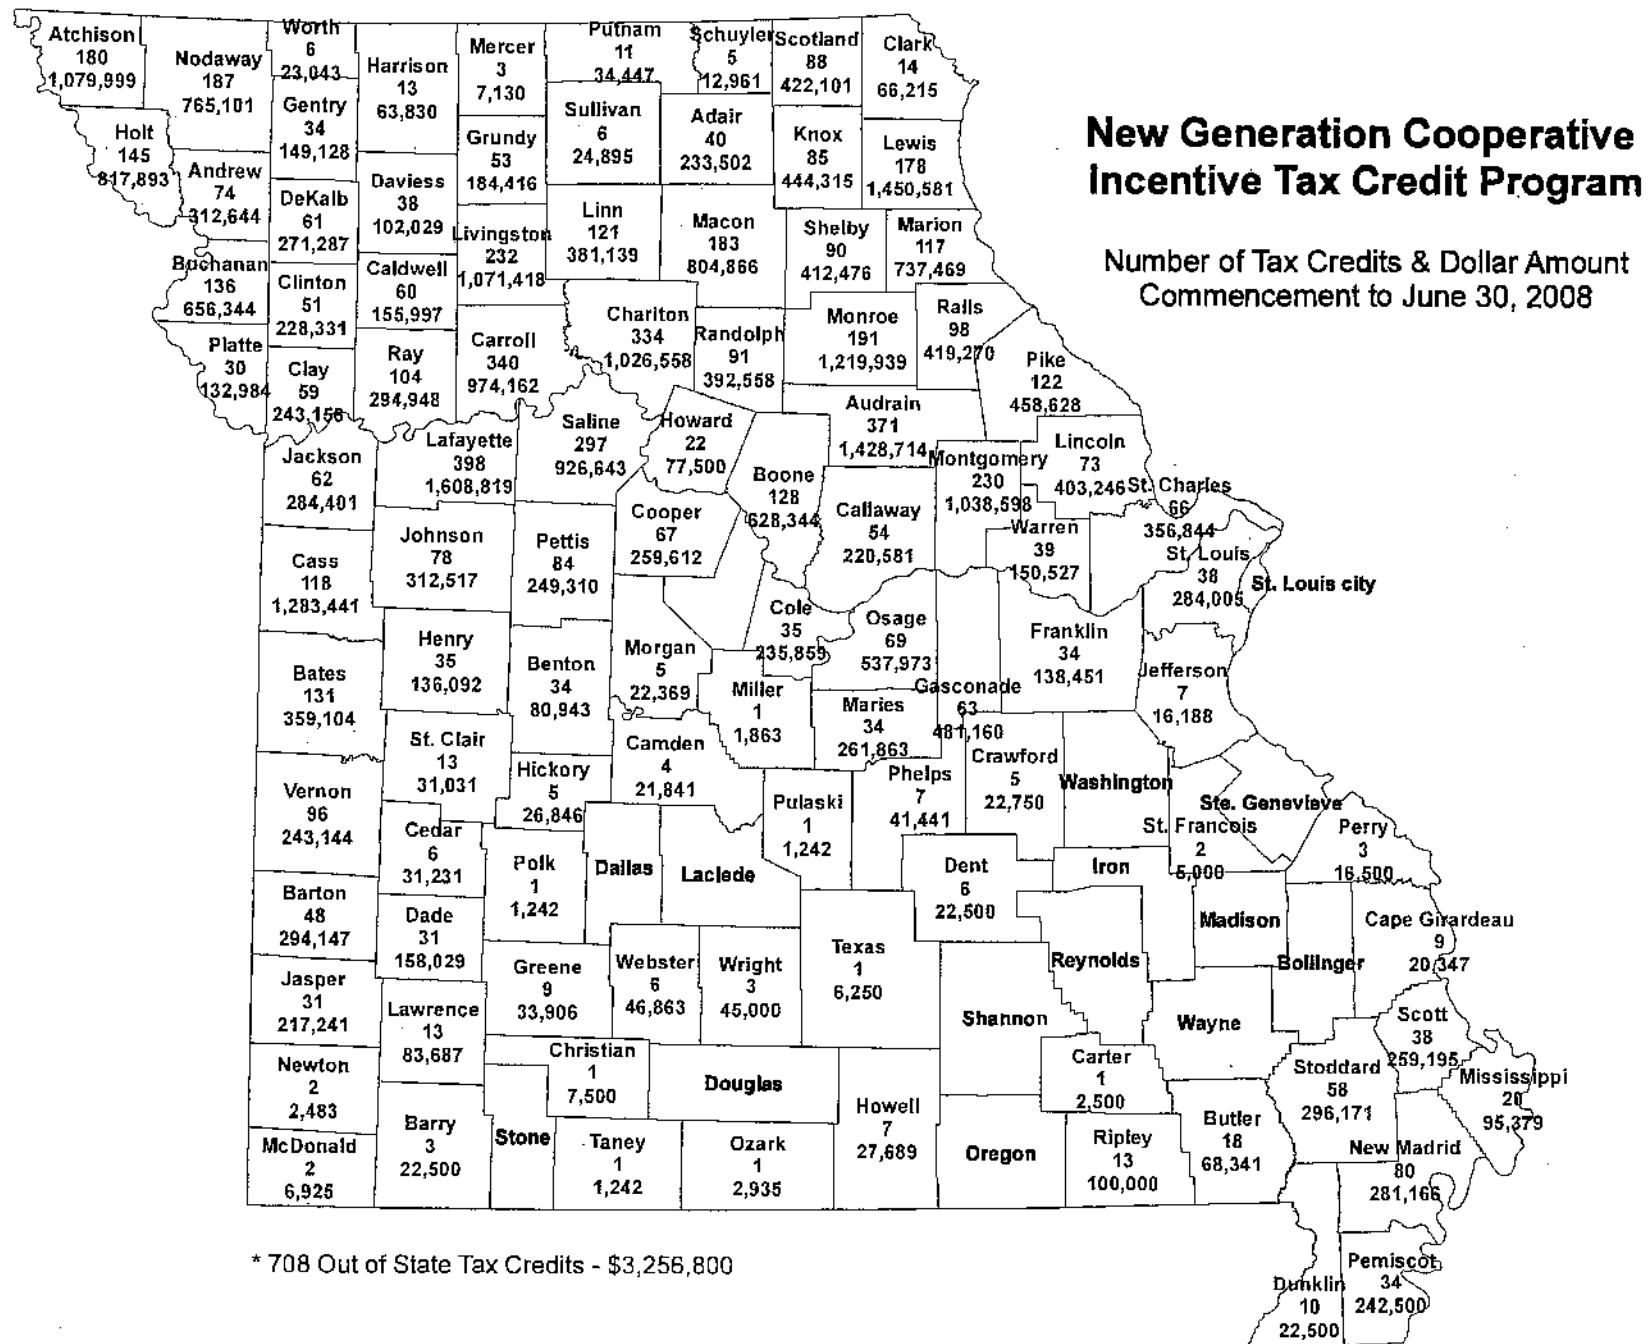 New Generation Cooperative
Incentive Tax Credit Program
Number of Tax Credits & Dollar Amount
Commencement to June 30, 2008
Atchison
180
1,079,999
Nodaway
187
765,101
Worth
6
23,043
Harrison
13
63,830
Mercer
3
7,130
Putnam
11
34,447
Schuyler
5
12,961
Scotland
88
422,101
Clark
14
66,215
Holt
145
817,893
Andrew
74
312,644
Gentry
34
149,128
DeKalb
61
271,287
Daviess
38
102,029
Grundy
53
184,416
Sullivan
6
24,895
Adair
40
233,502
Knox
85
444,315
Lewis
178
1,450,581
Livingston
232
1,071,418
Linn
121
381,139
Macon
183
804,866
Shelby
90
412,476
Marion
117
737,469
Buchanan
136
656,344
Clinton
51
228,331
Caldwell
60
155,997
Platte
30
132,984
Clay
59
243,156
Ray
104
294,948
Carroll
340
974,162
Chariton
334
1,026,558
Randolph
91
392,558
Monroe
191
1,219,939
Ralls
98
419,270
Pike
122
458,628
Audrain
371
1,428,714
Jackson
62
284,401
Lafayette
398
1,608,819
Saline
297
926,643
Howard
22
77,500
Boone
128
628,344
Callaway
54
220,581
Montgomery
230
1,038,598
Lincoln
73
403,246
St. Charles
66
356,844
Warren
39
150,527
St. Louis
38
284,005
St. Louis city
Cass
118
1,283,441
Johnson
78
312,517
Pettis
84
249,310
Cooper
67
259,612
Cole
35
235,859
Osage
69
537,973
Franklin
34
138,451
Jefferson
7
16,188
Bates
131
359,104
Henry
35
136,092
Benton
34
80,943
Morgan
5
22,369
Miller
1
1,863
Maries
34
261,863
Gasconade
63
481,160
St. Clair
13
31,031
Hickory
5
26,846
Camden
4
21,841
Pulaski
1
1,242
Phelps
7
41,441
Crawford
5
22,750
Washington
Ste. Genevieve
St. Francois
2
5,000
Perry
3
16,500
Vernon
96
243,144
Cedar
6
31,231
Polk
1
1,242
Dallas
Laclede
Dent
6
22,500
Iron
Madison
Bollinger
Cape Girardeau
9
20,347
Barton
48
294,147
Dade
31
158,029
Greene
9
33,906
Webster
6
46,863
Wright
3
45,000
Texas
1
6,250
Reynolds
Shannon
Wayne
Scott
38
259,195
Jasper
31
217,241
Lawrence
13
83,687
Christian
1
7,500
Douglas
Howell
7
27,689
Carter
1
2,500
Stoddard
58
296,171
Mississippi
20
95,379
Newton
2
2,483
McDonald
2
6,925
Barry
3
22,500
Stone
Taney
1
1,242
Ozark
1
2,935
Oregon
Ripley
13
100,000
Butler
18
68,341
New Madrid
80
281,166
Pemiscot
34
242,500
Dunklin
10
22,500
* 708 Out of State Tax Credits - $3,256,800